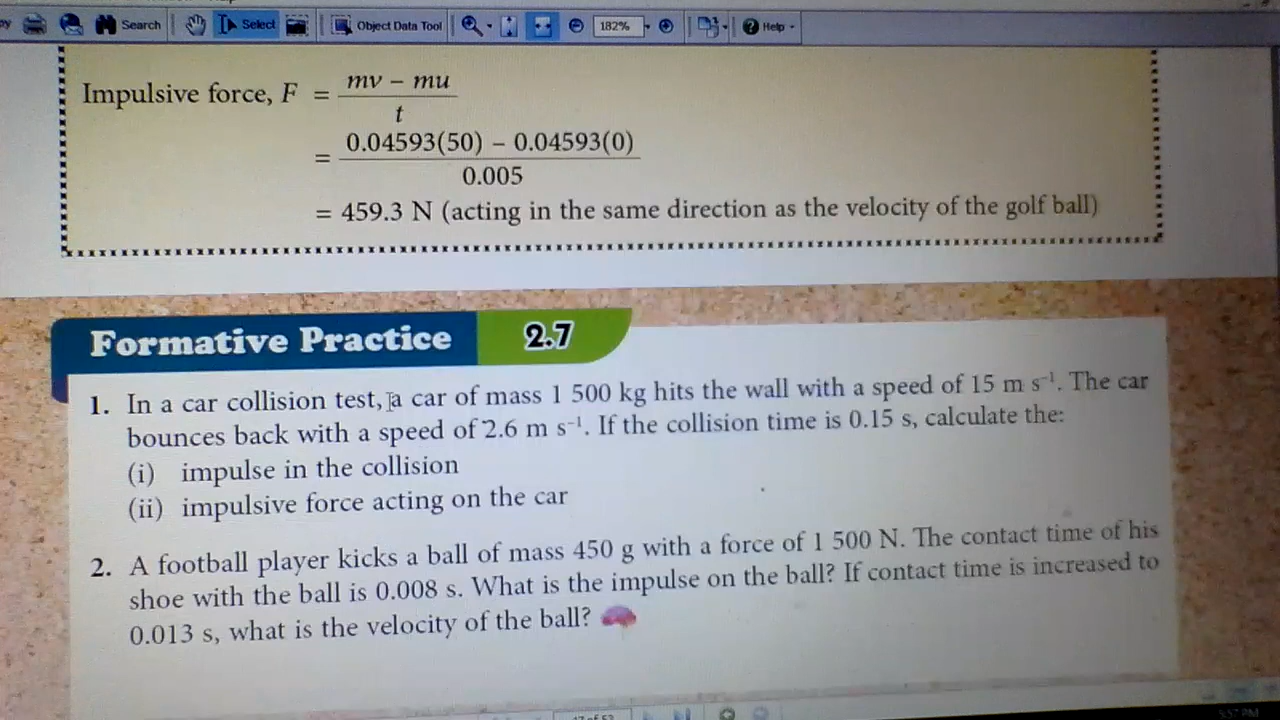 Search Select Object Data Tool 182% Help
Impulsive force, F = mv − mu
t
= 0.04593(50) − 0.04593(0)
0.005
= 459.3 N (acting in the same direction as the velocity of the golf ball)
Formative Practice 2.7
1. In a car collision test, a car of mass 1 500 kg hits the wall with a speed of 15 m s⁻¹. The car
bounces back with a speed of 2.6 m s⁻¹. If the collision time is 0.15 s, calculate the:
(i) impulse in the collision
(ii) impulsive force acting on the car
2. A football player kicks a ball of mass 450 g with a force of 1 500 N. The contact time of his
shoe with the ball is 0.008 s. What is the impulse on the ball? If contact time is increased to
0.013 s, what is the velocity of the ball?